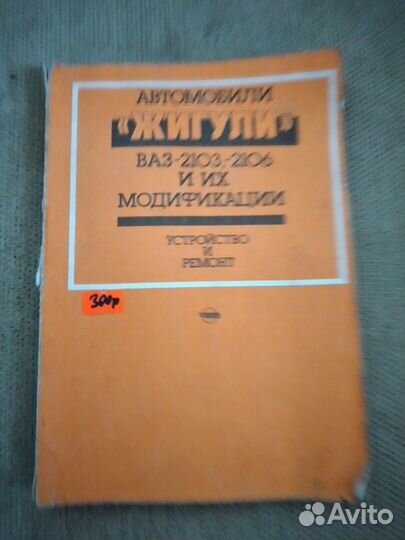 АВТОМОБИЛИ
«ЖИГУЛИ»
ВАЗ-2103,-2106
И ИХ
МОДИФИКАЦИИ
УСТРОЙСТВО
И
РЕМОНТ
300р
Avito